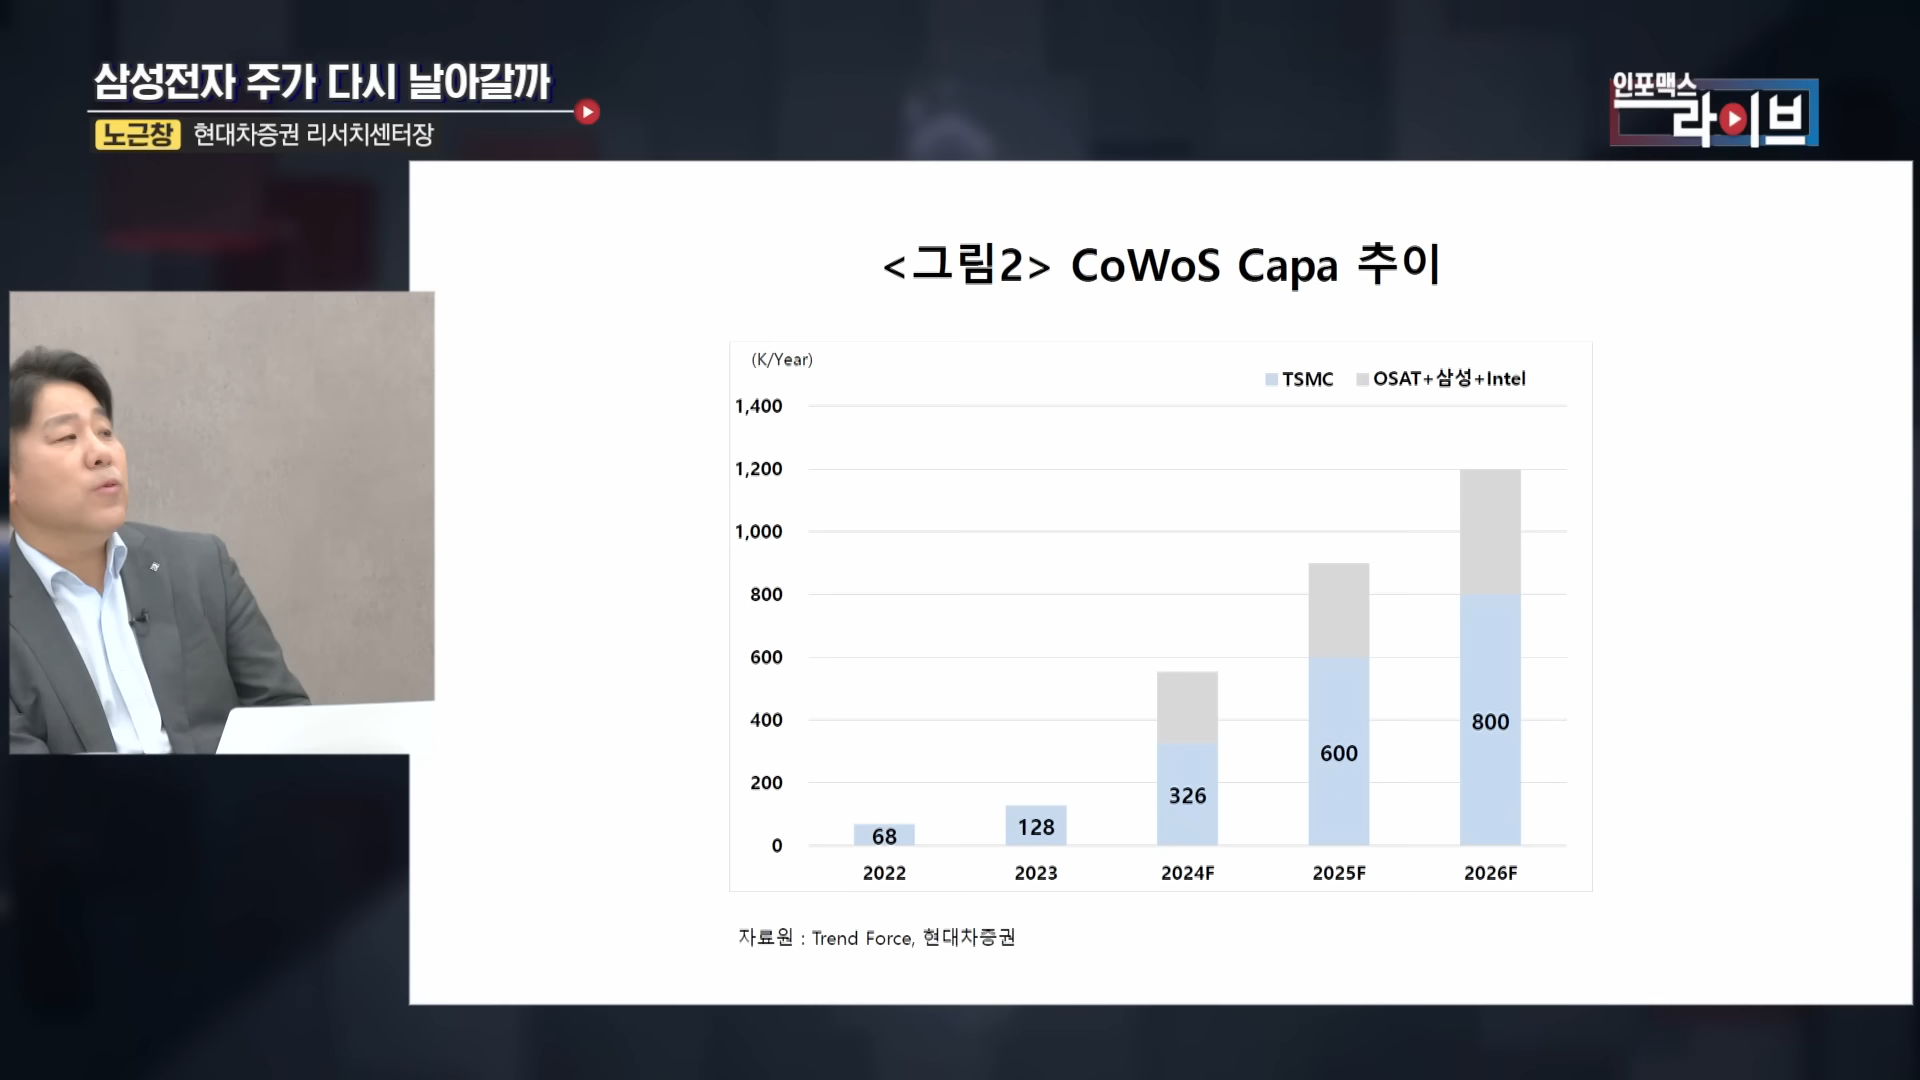 삼성전자 주가 다시 날아갈까
노근창 현대차증권 리서치센터장
인포맥스
라이브
<그림2> CoWoS Capa 추이
(K/Year)
TSMC OSAT+삼성+Intel
1,400
1,200
1,000
800
600
400
200
0
68
128
326
600
800
2022 2023 2024F 2025F 2026F
자료원 : Trend Force, 현대차증권